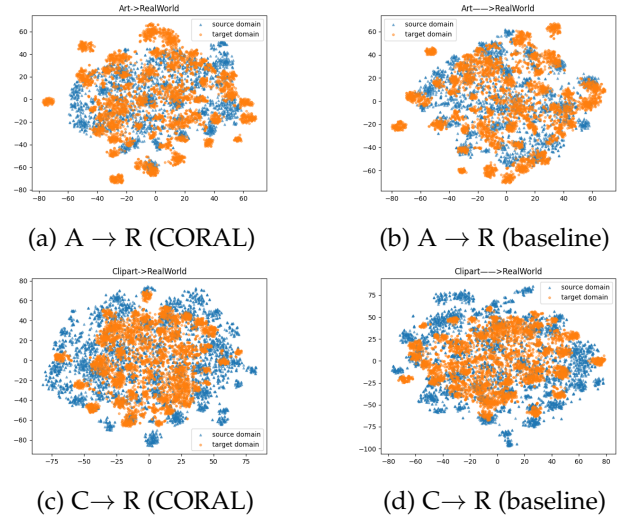 Art->RealWorld
source domain
target domain
80
60
40
20
0
−20
−40
−60
−80
−80 −60 −40 −20 0 20 40 60
(a) A → R (CORAL)
Art——>RealWorld
source domain
target domain
60
40
20
0
−20
−40
−60
−80 −60 −40 −20 0 20 40 60
(b) A → R (baseline)
Clipart->RealWorld
80
60
40
20
0
−20
−40
−60
−80
source domain
target domain
−75 −50 −25 0 25 50 75
(c) C→ R (CORAL)
Clipart——>RealWorld
source domain
target domain
75
50
25
0
−25
−50
−75
−100
−80 −60 −40 −20 0 20 40 60 80
(d) C→ R (baseline)